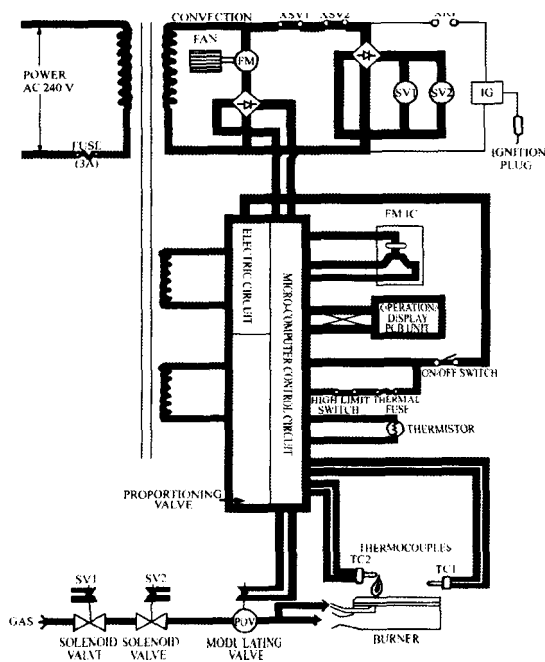 CONVECTION
FAN
FM
XSV1
XSV2
POWER
AC 240 V
FUSE
(3A)
SV1
SV2
IG
IGNITION
PLUG
FM IC
ELECTRIC CIRCUIT
MICRO-COMPUTER CONTROL CIRCUIT
OPERATION/
DISPLAY
PCB UNIT
ON/OFF SWITCH
HIGH LIMIT
SWITCH
THERMAL
FUSE
THERMISTOR
PROPORTIONING
VALVE
THERMOCOUPLES
TC2
TC1
SV1
SV2
GAS
POV
SOLENOID
VALVE
SOLENOID
VALVE
MODULATING
VALVE
BURNER